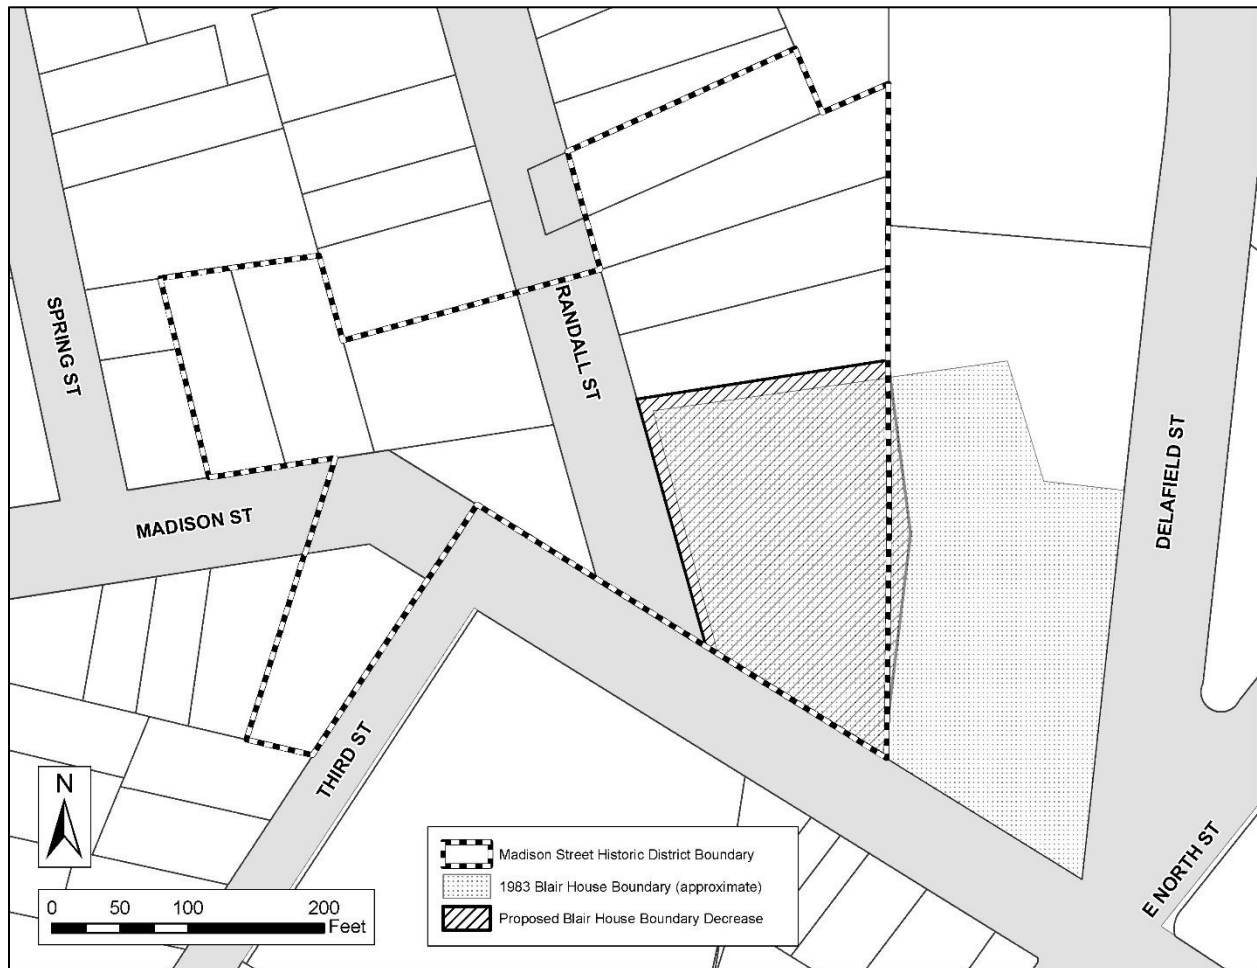 RANDALL ST
SPRING ST
DELAFIELD ST
MADISON ST
THIRD ST
N
0 50 100 200
Feet
Madison Street Historic District Boundary
1983 Blair House Boundary (approximate)
Proposed Blair House Boundary Decrease
E NORTH ST